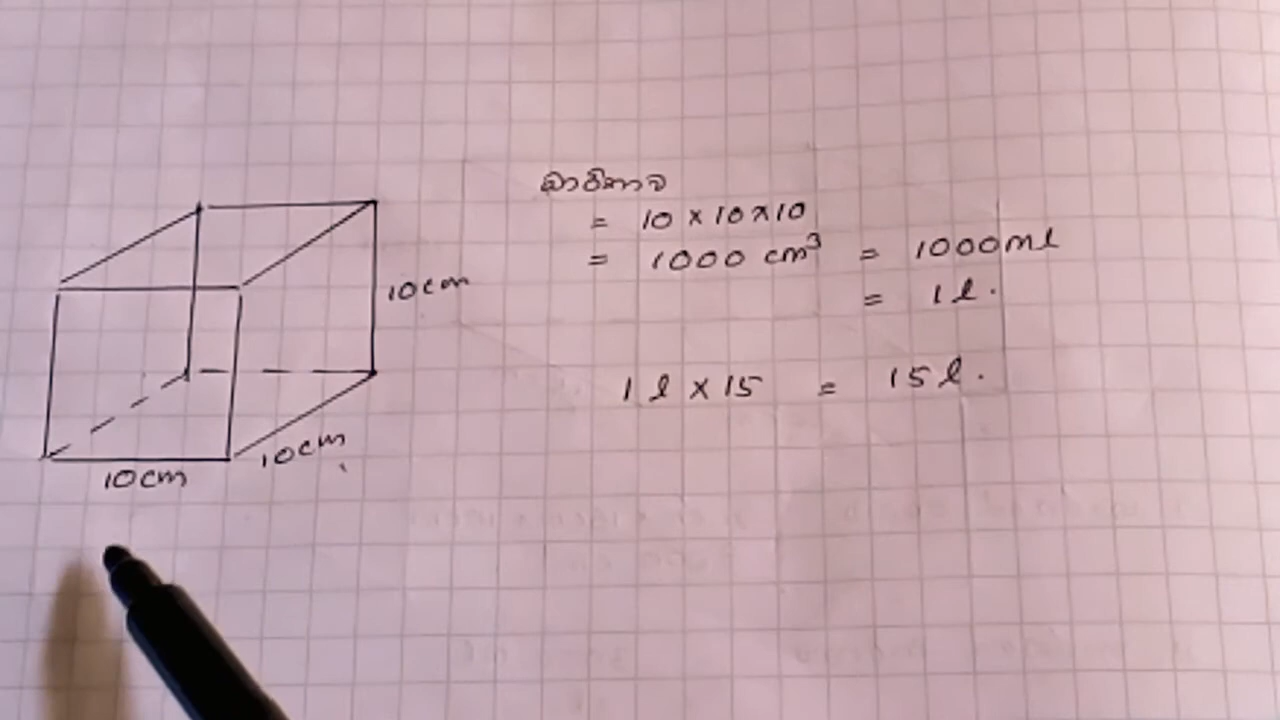 ධාරිතාව
= 10 × 10 × 10
= 1000 cm³ = 1000ml
= 1l.
1l × 15 = 15l.
10cm
10cm
10cm